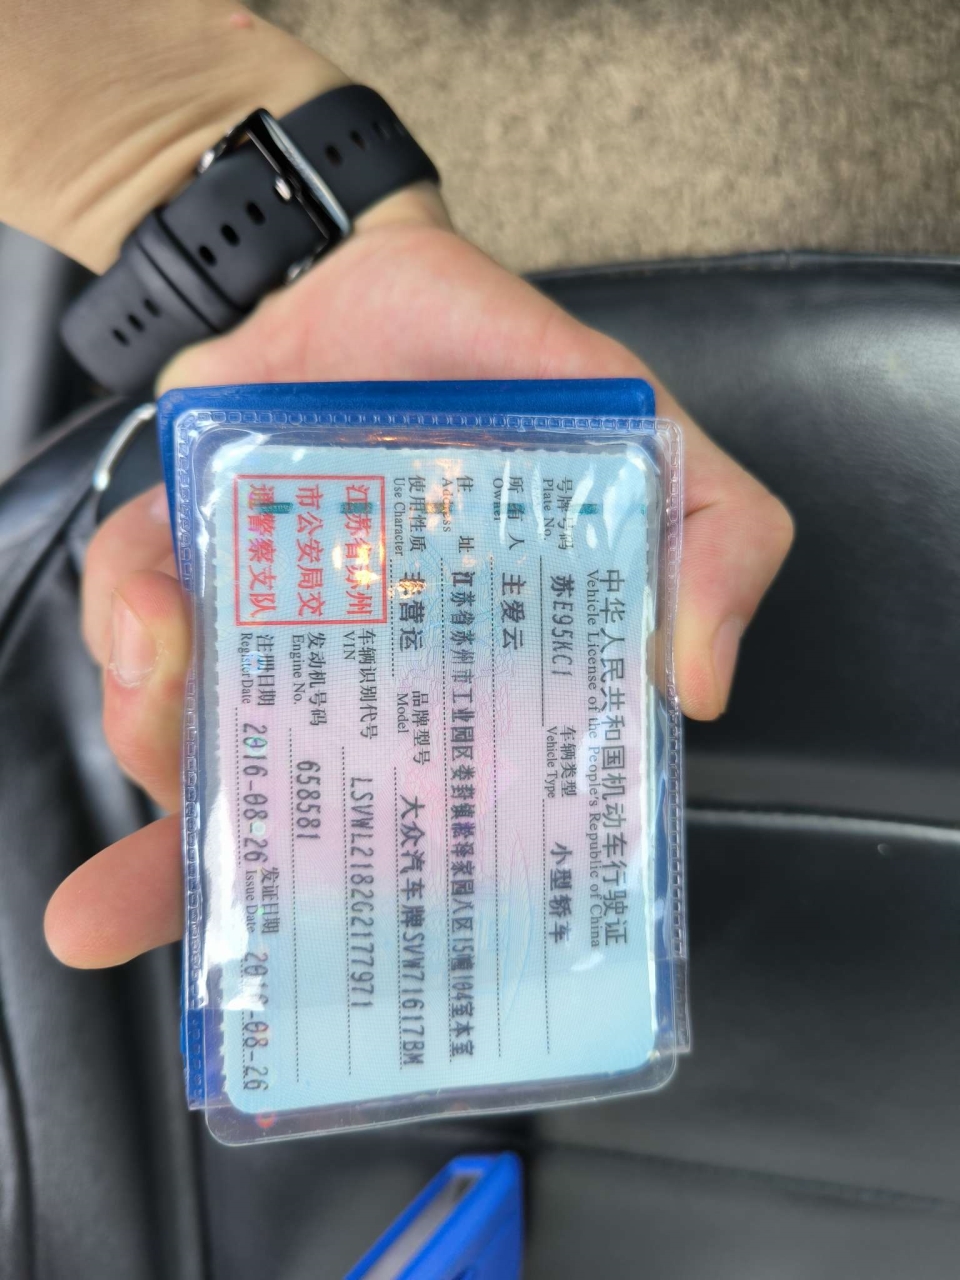 中华人民共和国机动车行驶证
Vehicle License of the People's Republic of China
号牌号码 苏E95KC1 车辆类型 小型轿车
Plate No. Vehicle Type
所有人 主爱云
Owner
住址 江苏省苏州市工业园区娄葑镇淞泽家园八区15幢104室本室
Address
使用性质 非营运 品牌型号 大众汽车牌SVW71617BM
Use Character Model
江苏省苏州
市公安局交
通警察支队
车辆识别代号 LSVWL2182G2177971
VIN
发动机号码 658581
Engine No.
注册日期 2016-08-26 发证日期 2016-08-26
Register Date Issue Date